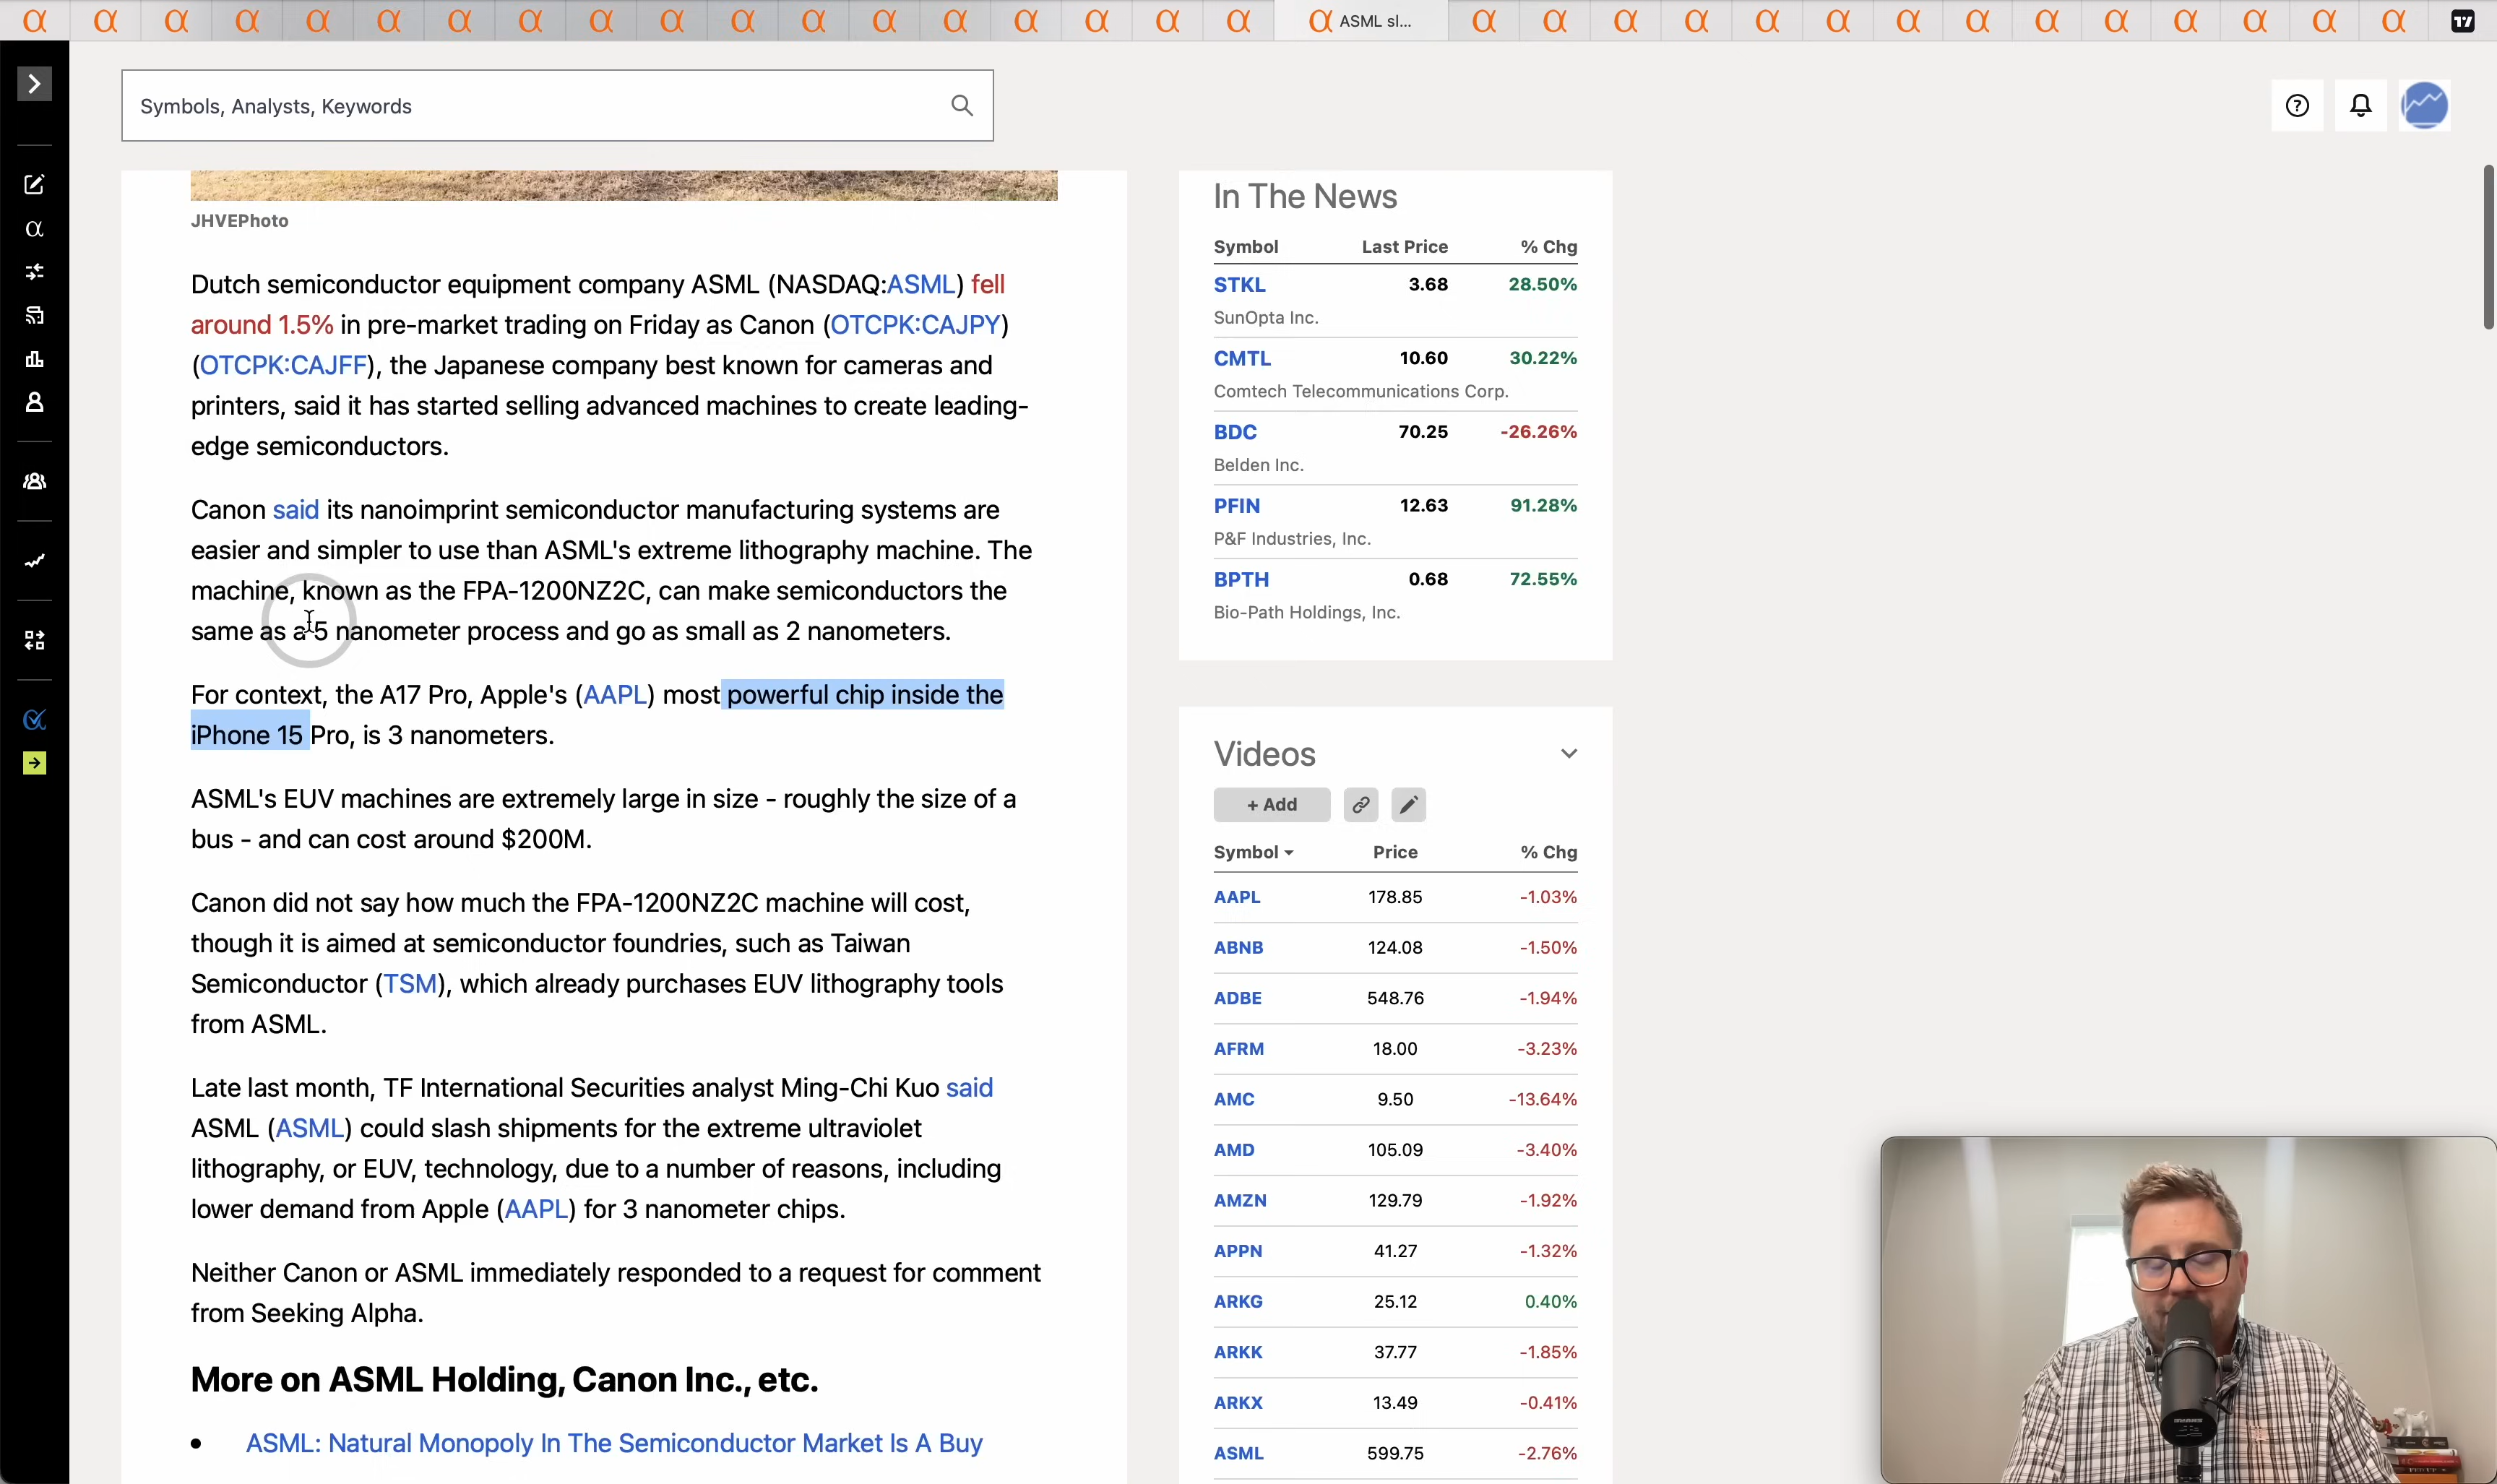 ASML sl...
Symbols, Analysts, Keywords
JHVEPhoto
Dutch semiconductor equipment company ASML (NASDAQ:ASML) fell
around 1.5% in pre-market trading on Friday as Canon (OTCPK:CAJPY)
(OTCPK:CAJFF), the Japanese company best known for cameras and
printers, said it has started selling advanced machines to create leading-
edge semiconductors.
Canon said its nanoimprint semiconductor manufacturing systems are
easier and simpler to use than ASML's extreme lithography machine. The
machine, known as the FPA-1200NZ2C, can make semiconductors the
same as a 5 nanometer process and go as small as 2 nanometers.
For context, the A17 Pro, Apple's (AAPL) most powerful chip inside the
iPhone 15 Pro, is 3 nanometers.
ASML's EUV machines are extremely large in size - roughly the size of a
bus - and can cost around $200M.
Canon did not say how much the FPA-1200NZ2C machine will cost,
though it is aimed at semiconductor foundries, such as Taiwan
Semiconductor (TSM), which already purchases EUV lithography tools
from ASML.
Late last month, TF International Securities analyst Ming-Chi Kuo said
ASML (ASML) could slash shipments for the extreme ultraviolet
lithography, or EUV, technology, due to a number of reasons, including
lower demand from Apple (AAPL) for 3 nanometer chips.
Neither Canon or ASML immediately responded to a request for comment
from Seeking Alpha.
More on ASML Holding, Canon Inc., etc.
• ASML: Natural Monopoly In The Semiconductor Market Is A Buy
In The News
Symbol Last Price % Chg
STKL 3.68 28.50%
SunOpta Inc.
CMTL 10.60 30.22%
Comtech Telecommunications Corp.
BDC 70.25 -26.26%
Belden Inc.
PFIN 12.63 91.28%
P&F Industries, Inc.
BPTH 0.68 72.55%
Bio-Path Holdings, Inc.
Videos
+ Add
Symbol Price % Chg
AAPL 178.85 -1.03%
ABNB 124.08 -1.50%
ADBE 548.76 -1.94%
AFRM 18.00 -3.23%
AMC 9.50 -13.64%
AMD 105.09 -3.40%
AMZN 129.79 -1.92%
APPN 41.27 -1.32%
ARKG 25.12 0.40%
ARKK 37.77 -1.85%
ARKX 13.49 -0.41%
ASML 599.75 -2.76%